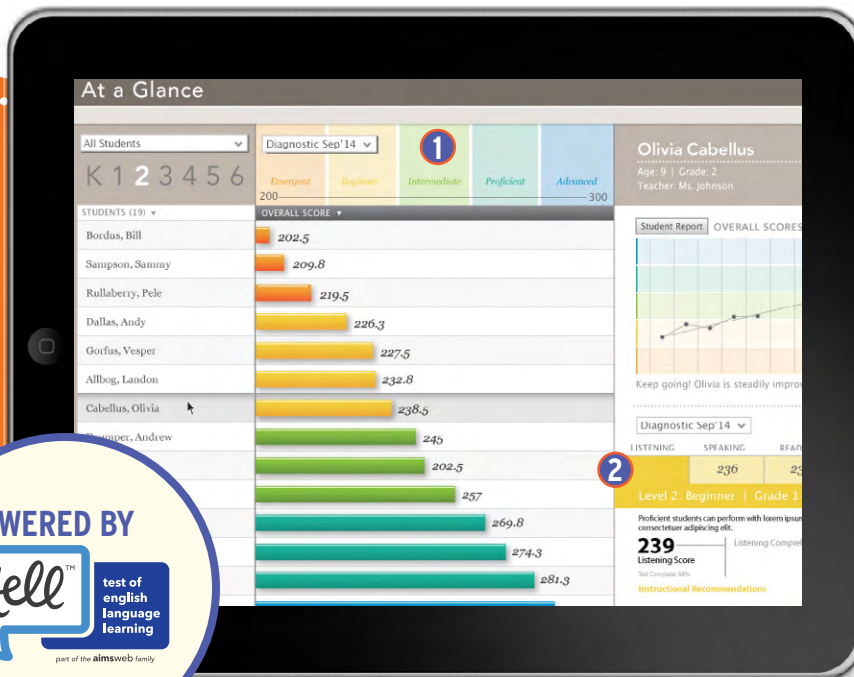 At a Glance
All Students
K 1 2 3 4 5 6
Diagnostic Sep'14
1
Emergent Beginner Intermediate Proficient Advanced
200 300
STUDENTS (19) OVERALL SCORE
Bordus, Bill 202.5
Sampson, Sammy 209.8
Rullaberry, Pele 219.5
Dallas, Andy 226.3
Gorfus, Vesper 227.5
Allbog, Landon 232.8
Cabellus, Olivia 238.5
Andrew 245
202.5
257
269.8
274.3
281.3
Olivia Cabellus
Age: 9 | Grade: 2
Teacher: Ms. Johnson
Student Report OVERALL SCORES
Keep going! Olivia is steadily
Diagnostic Sep'14
LISTENING SPEAKING
2
236
Level 2: Beginner | Grade
Proficient students can perform with lorem
consectetuer adipiscing elit.
239
Listening Score
Listening
Test Complete: 98%
Instructional Recommendations
WERED BY
ell™
test of
english
language
learning
part of the aimsweb family